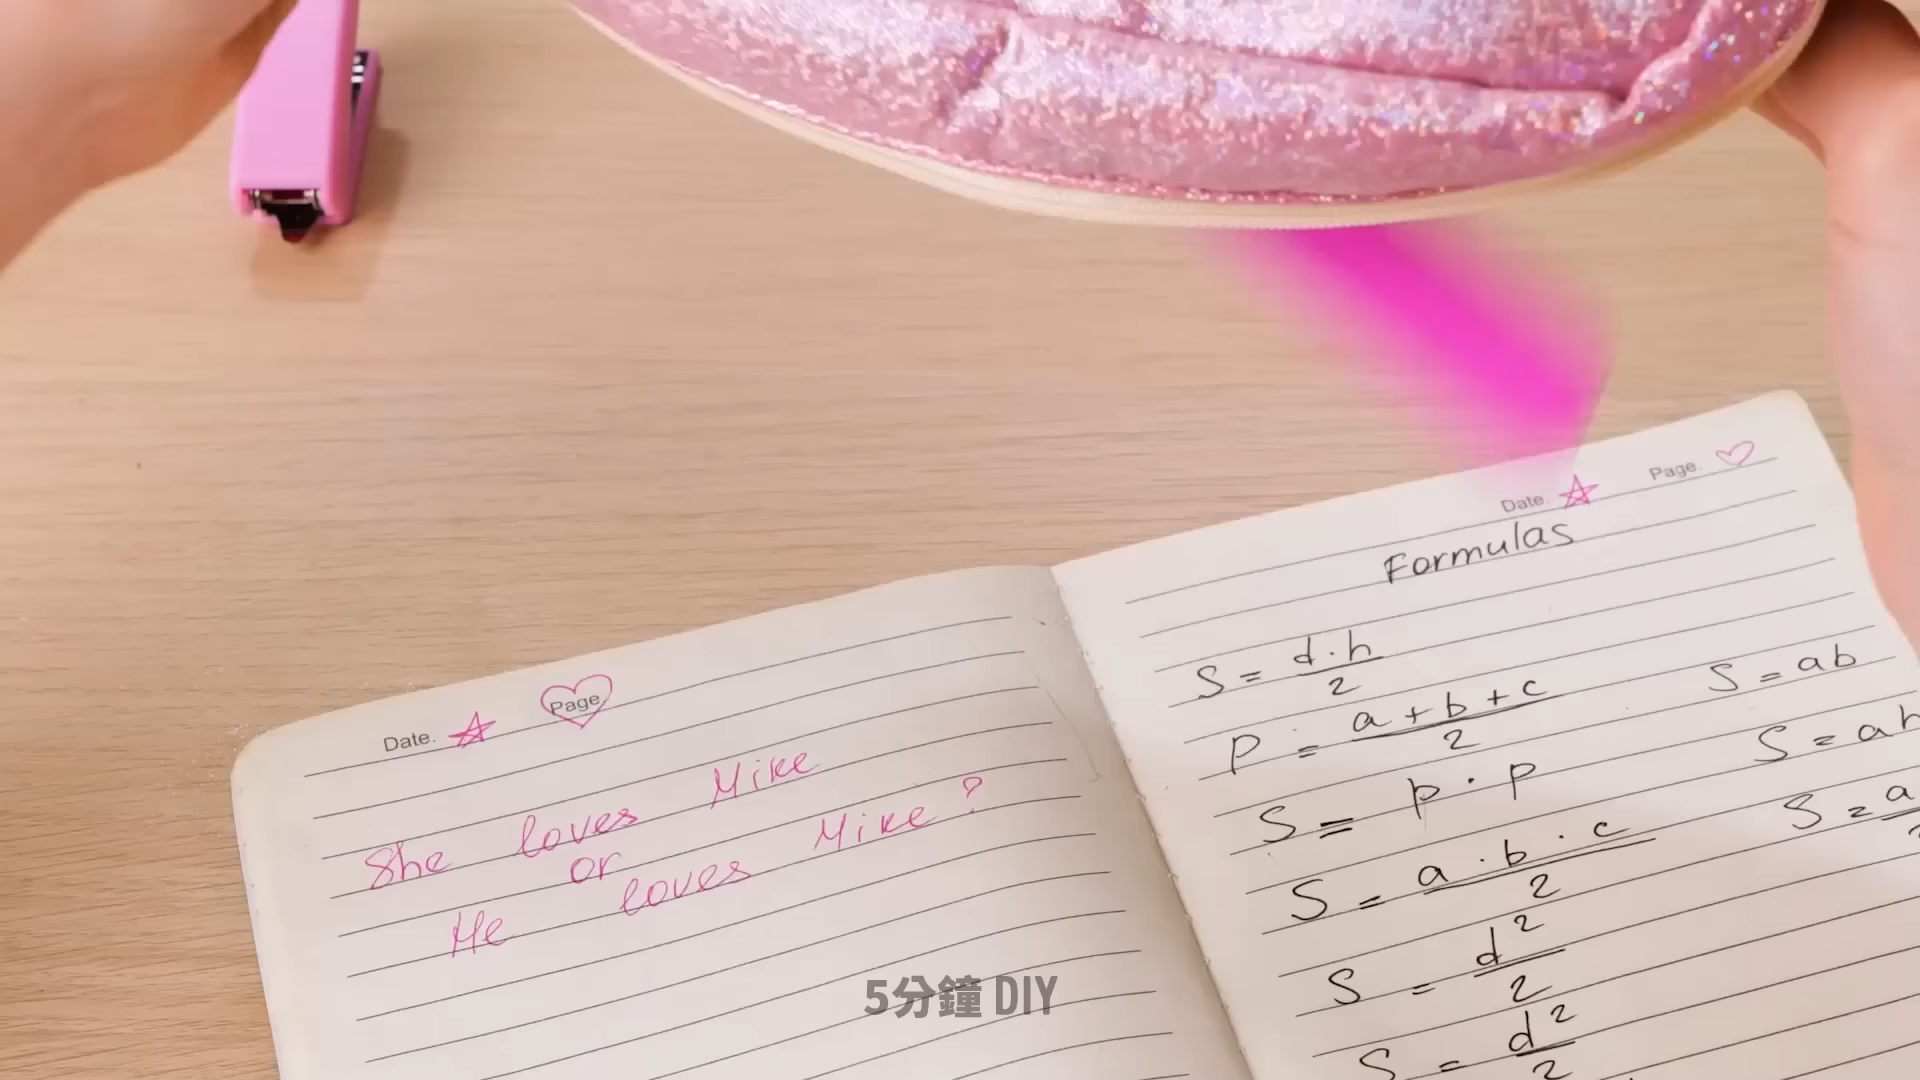 Date. Page.
She loves Mike
or
He loves Mike?
Date. Page.
Formulas
S = d·h/2
p = a+b+c/2
S = p·p
S = a·b·c/2
S = d²/2
S = d²/2
S = ab
S = ah
S = a
5分鐘 DIY